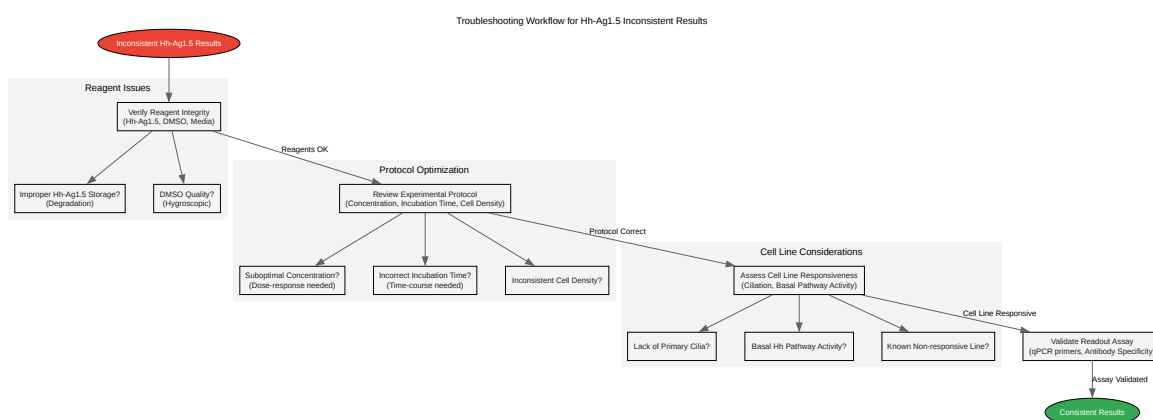 Troubleshooting Workflow for Hh-Ag1.5 Inconsistent Results
Inconsistent Hh-Ag1.5 Results
Reagent Issues
Verify Reagent Integrity
(Hh-Ag1.5, DMSO, Media)
Reagents OK
Improper Hh-Ag1.5 Storage?
(Degradation)
DMSO Quality?
(Hygroscopic)
Protocol Optimization
Review Experimental Protocol
(Concentration, Incubation Time, Cell Density)
Protocol Correct
Suboptimal Concentration?
(Dose-response needed)
Incorrect Incubation Time?
(Time-course needed)
Inconsistent Cell Density?
Cell Line Considerations
Assess Cell Line Responsiveness
(Ciliation, Basal Pathway Activity)
Cell Line Responsive
Lack of Primary Cilia?
Basal Hh Pathway Activity?
Known Non-responsive Line?
Validate Readout Assay
(qPCR primers, Antibody Specificity
Assay Validated
Consistent Results